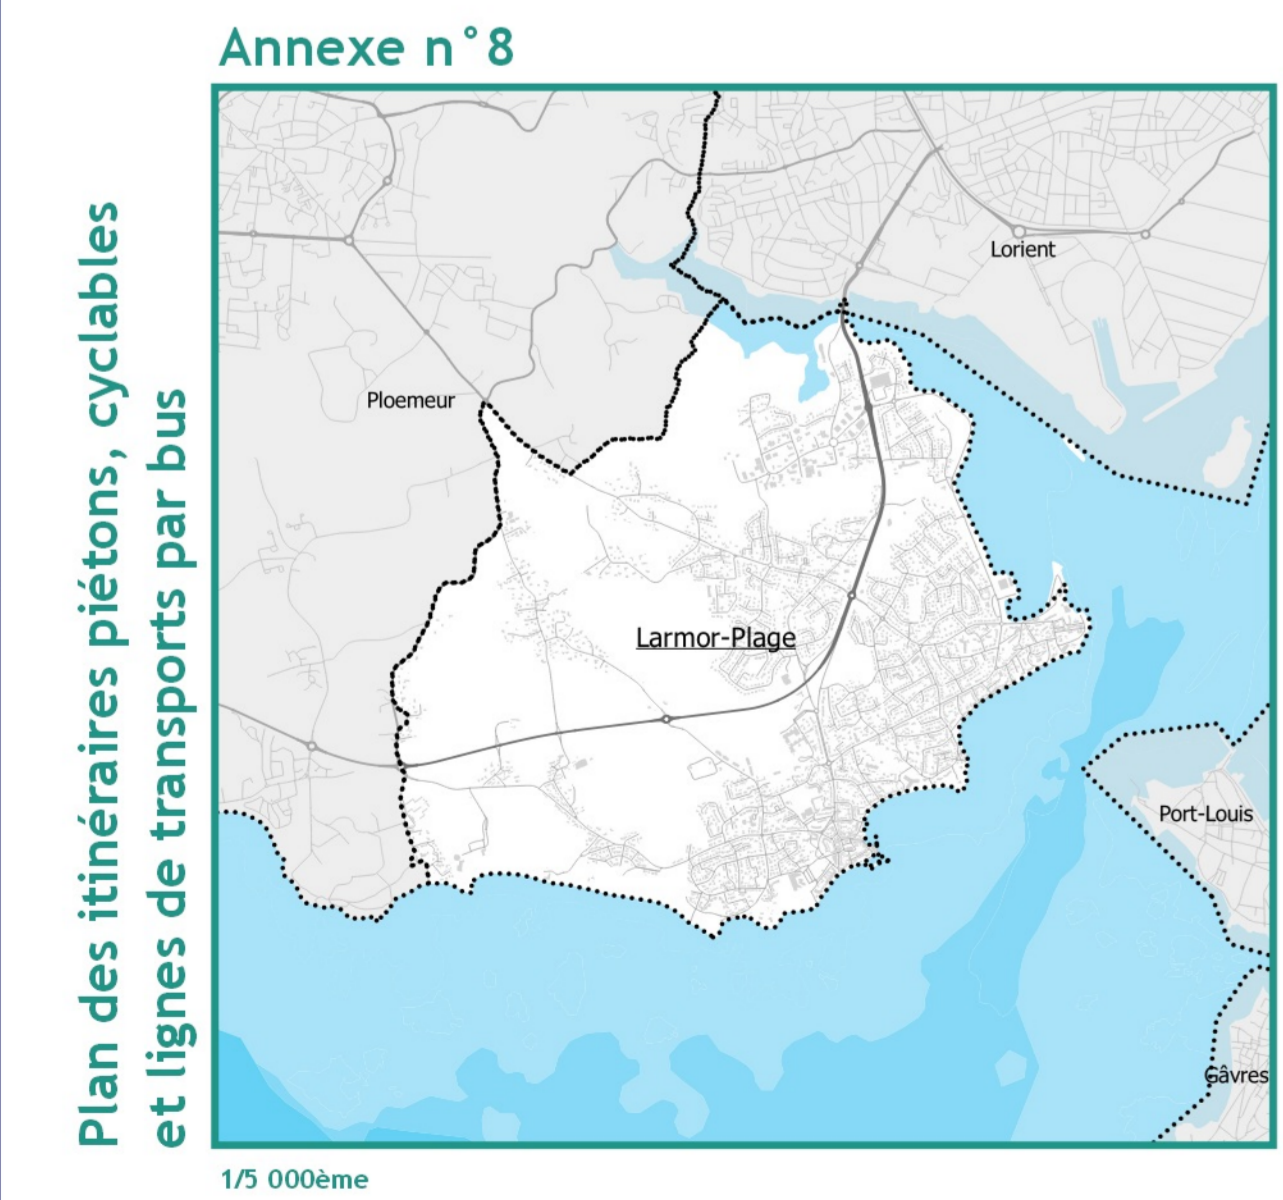 Annexe n°8
Plan des itinéraires piétons, cyclables
et lignes de transports par bus
Lorient
Ploemeur
Larmor-Plage
Port-Louis
Gâvres
1/5 000ème